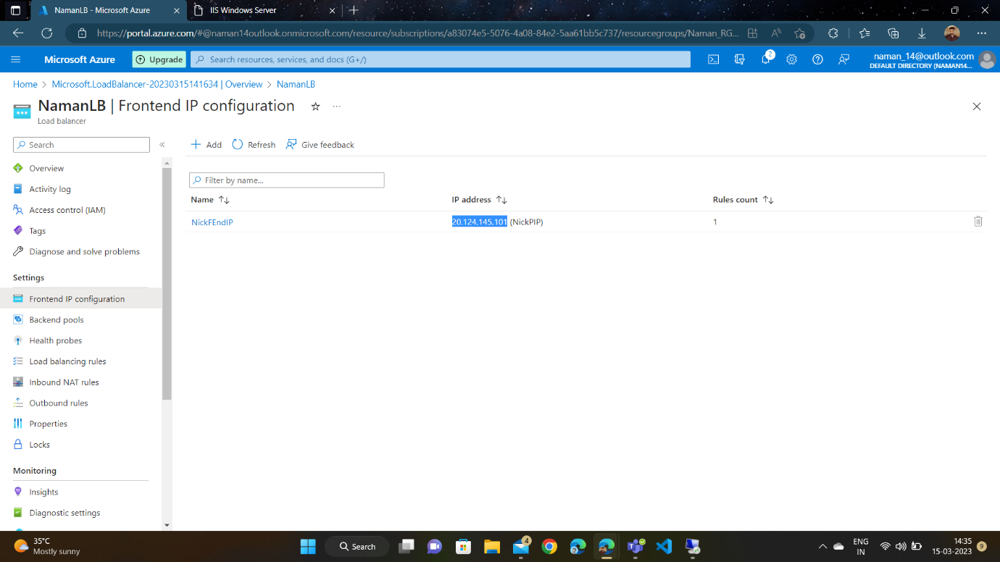 NamanLB - Microsoft Azure
IIS Windows Server
https://portal.azure.com/#@naman14outlook.onmicrosoft.com/resource/subscriptions/a83074e5-5076-4a08-84e2-5aa61bb5c737/resourcegroups/Naman_RG...
Microsoft Azure
Upgrade
Search resources, services, and docs (G+/)
2
naman_14@outlook.com
DEFAULT DIRECTORY (NAMAN14...
Home > Microsoft.LoadBalancer-20230315141634 | Overview > NamanLB
NamanLB | Frontend IP configuration
Load balancer
Search
Add
Refresh
Give feedback
Overview
Activity log
Access control (IAM)
Tags
Diagnose and solve problems
Settings
Frontend IP configuration
Backend pools
Health probes
Load balancing rules
Inbound NAT rules
Outbound rules
Properties
Locks
Monitoring
Insights
Diagnostic settings
Filter by name...
Name IP address Rules count
NickFEndIP 20.124.145.101 (NickPIP) 1
35°C
Mostly sunny
Search
4
ENG
IN
14:35
15-03-2023
9